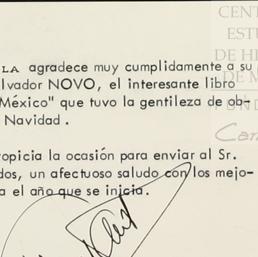 CENT
ESTU
DE HI
DE M
LA agradece muy cumplidamente a su
lvador NOVO, el interesante libro
México" que tuvo la gentileza de ob-
Navidad .
opicia la ocasión para enviar al Sr.
dos, un afectuoso saludo con los mejo-
a el año que se inicia.